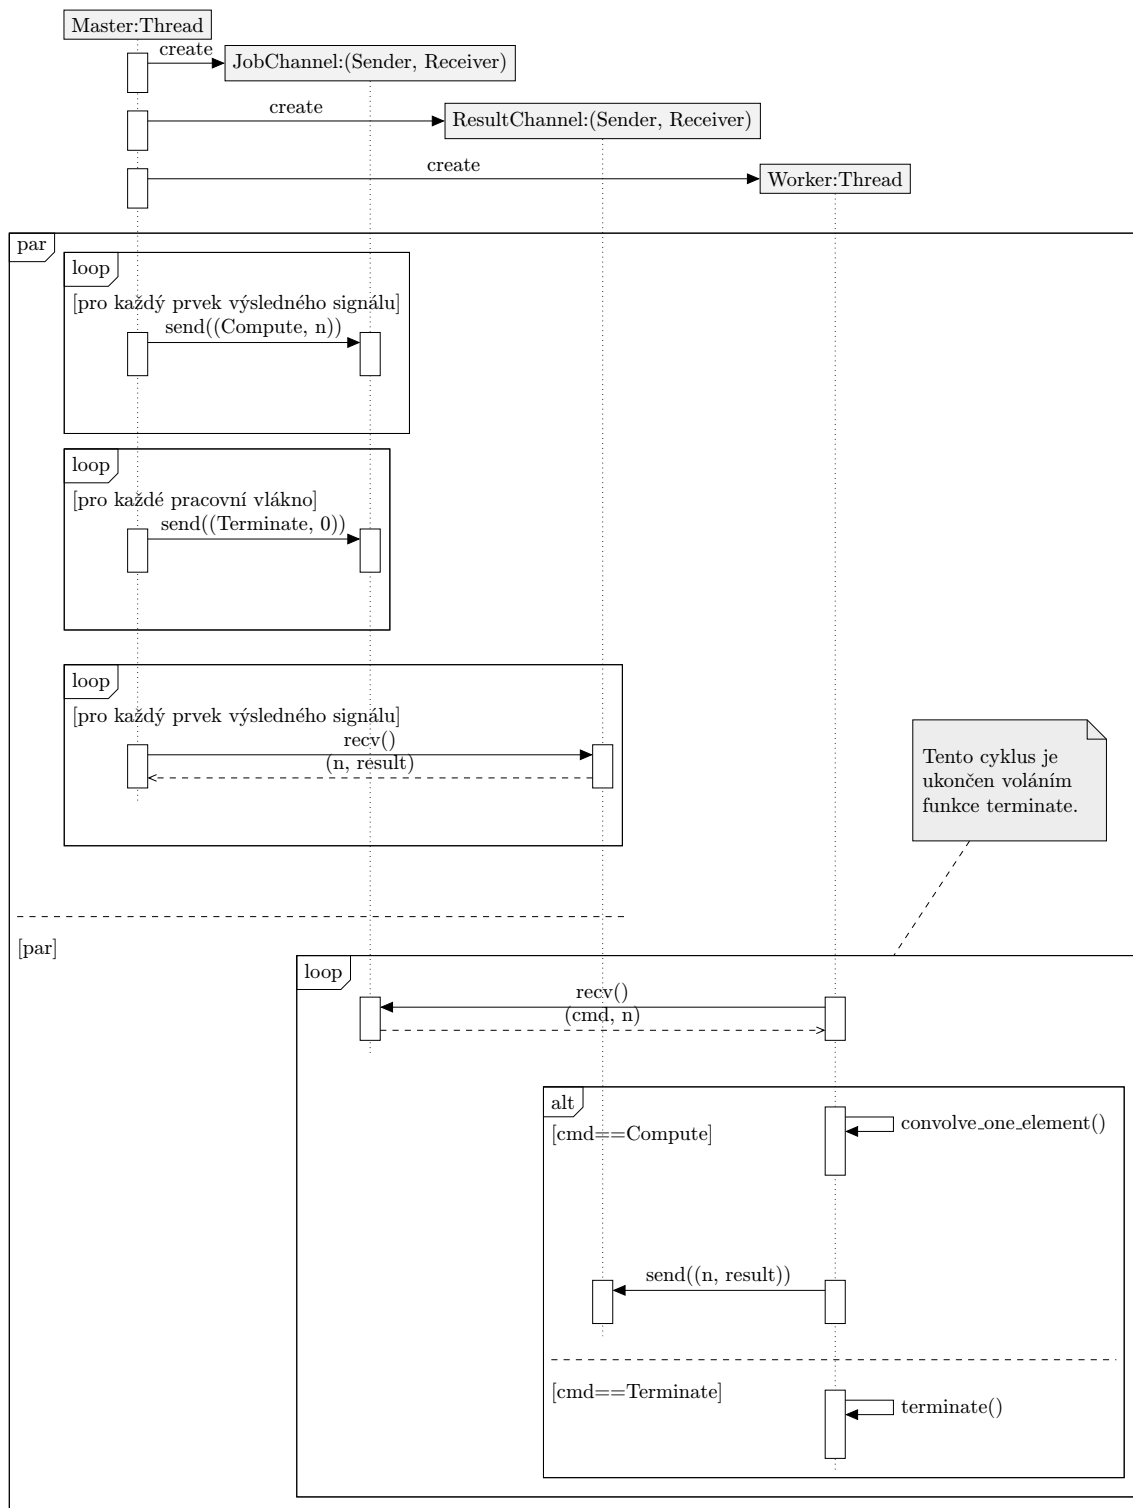 Master:Thread
create
JobChannel:(Sender, Receiver)
create
ResultChannel:(Sender, Receiver)
create
Worker:Thread
par
loop
[pro každý prvek výsledného signálu]
send((Compute, n))
loop
[pro každé pracovní vlákno]
send((Terminate, 0))
loop
[pro každý prvek výsledného signálu]
recv()
(n, result)
Tento cyklus je
ukončen voláním
funkce terminate.
[par]
loop
recv()
(cmd, n)
alt
[cmd==Compute]
convolve_one_element()
send((n, result))
[cmd==Terminate]
terminate()